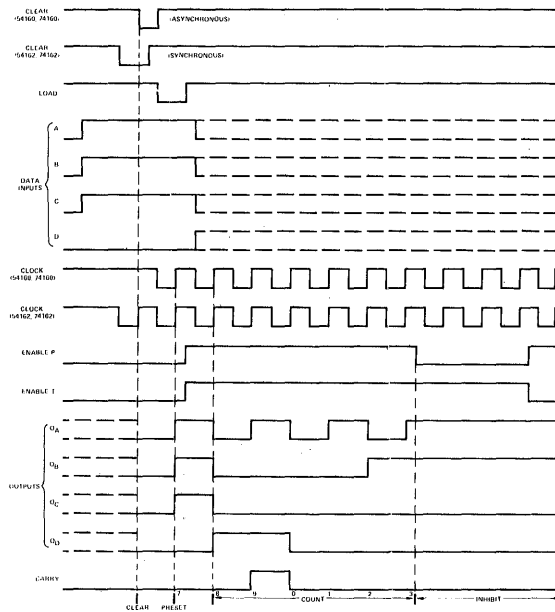 CLEAR
(54160, 74160)
(ASYNCHRONOUS)
CLEAR
(54162, 74162)
(SYNCHRONOUS)
LOAD
DATA
INPUTS
A
B
C
D
CLOCK
(54160, 74160)
CLOCK
(54162, 74162)
ENABLE P
ENABLE T
OUTPUTS
QA
QB
QC
QD
CARRY
7 8 9 0 1 2 3
COUNT
INHIBIT
CLEAR PRESET